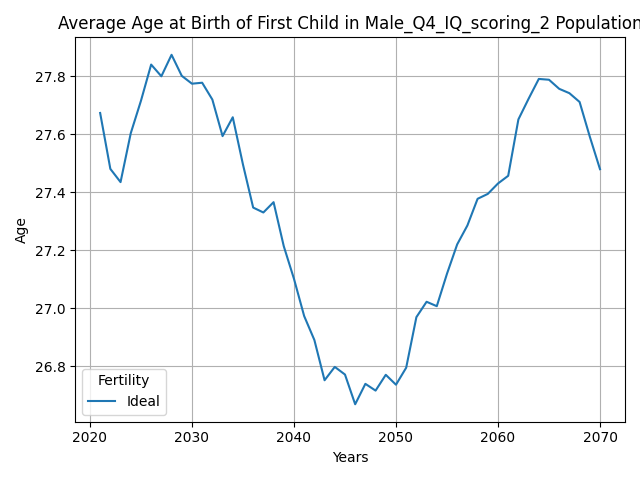 Average Age at Birth of First Child in Male_Q4_IQ_scoring_2 Population
27.8
27.6
27.4
27.2
27.0
26.8
Age
Fertility
Ideal
2020 2030 2040 2050 2060 2070
Years